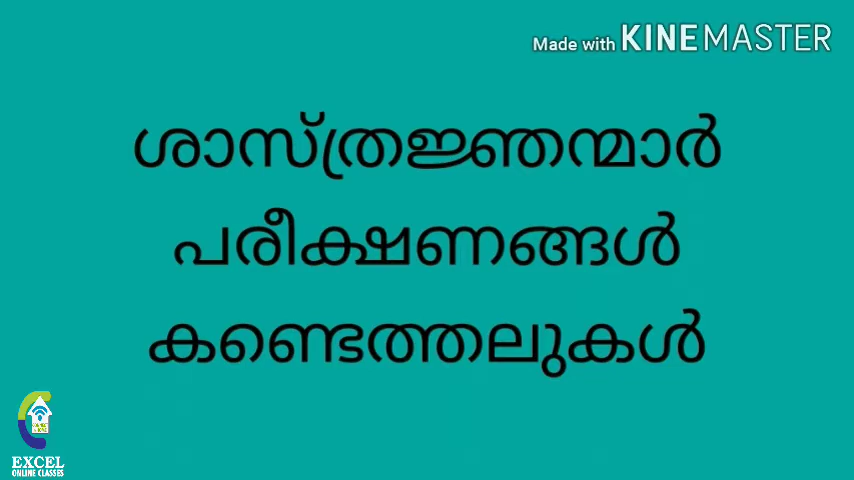 Made with KINEMASTER
ശാസ്ത്രജ്ഞന്മാർ
പരീക്ഷണങ്ങൾ
കണ്ടെത്തലുകൾ
EXCEL
ONLINE CLASSES